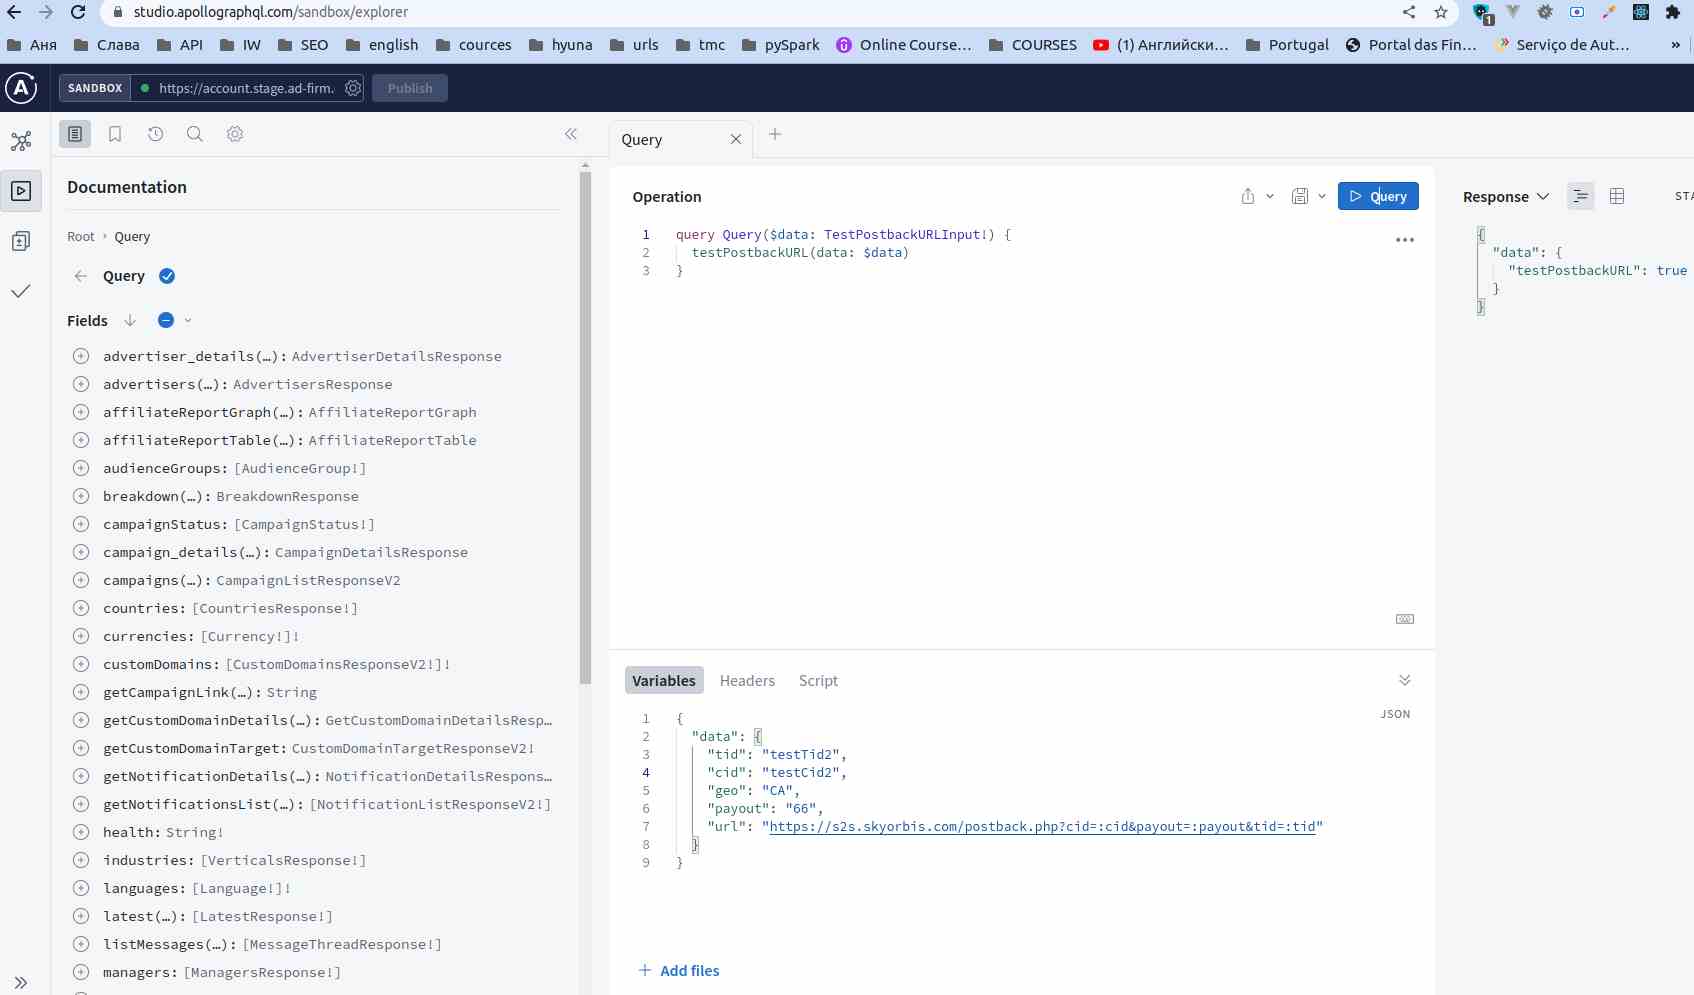 studio.apollographql.com/sandbox/explorer
1
Аня Слава API IW SEO english cources hyuna urls tmc pySpark Online Course… COURSES (1) Английски… Portugal Portal das Fin… Serviço de Aut… »
A SANDBOX https://account.stage.ad-firm. Publish
Query
Documentation
Root › Query
Query
Fields
advertiser_details(…): AdvertiserDetailsResponse
advertisers(…): AdvertisersResponse
affiliateReportGraph(…): AffiliateReportGraph
affiliateReportTable(…): AffiliateReportTable
audienceGroups: [AudienceGroup!]
breakdown(…): BreakdownResponse
campaignStatus: [CampaignStatus!]
campaign_details(…): CampaignDetailsResponse
campaigns(…): CampaignListResponseV2
countries: [CountriesResponse!]
currencies: [Currency!]!
customDomains: [CustomDomainsResponseV2!]!
getCampaignLink(…): String
getCustomDomainDetails(…): GetCustomDomainDetailsResp…
getCustomDomainTarget: CustomDomainTargetResponseV2!
getNotificationDetails(…): NotificationDetailsRespons…
getNotificationsList(…): [NotificationListResponseV2!]
health: String!
industries: [VerticalsResponse!]
languages: [Language!]!
latest(…): [LatestResponse!]
listMessages(…): [MessageThreadResponse!]
managers: [ManagersResponse!]
Operation
Query
1 query Query($data: TestPostbackURLInput!) {
2 testPostbackURL(data: $data)
3 }
Variables Headers Script
JSON
1 {
2 "data": {
3 "tid": "testTid2",
4 "cid": "testCid2",
5 "geo": "CA",
6 "payout": "66",
7 "url": "https://s2s.skyorbis.com/postback.php?cid=:cid&payout=:payout&tid=:tid"
8 }
9 }
+ Add files
Response
STA
{
"data": {
"testPostbackURL": true
}
}